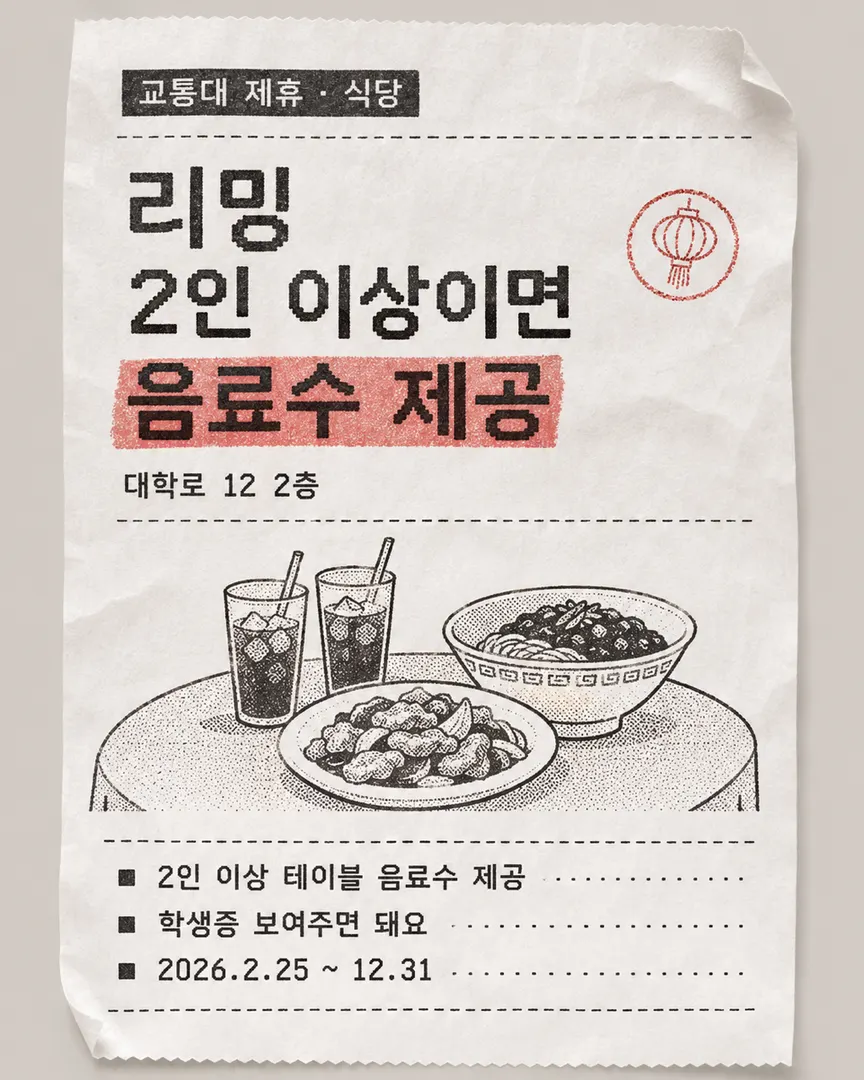 교통대 제휴 · 식당
리밍
2인 이상이면
음료수 제공
대학로 12 2층
■ 2인 이상 테이블 음료수 제공
■ 학생증 보여주면 돼요
■ 2026.2.25 ~ 12.31